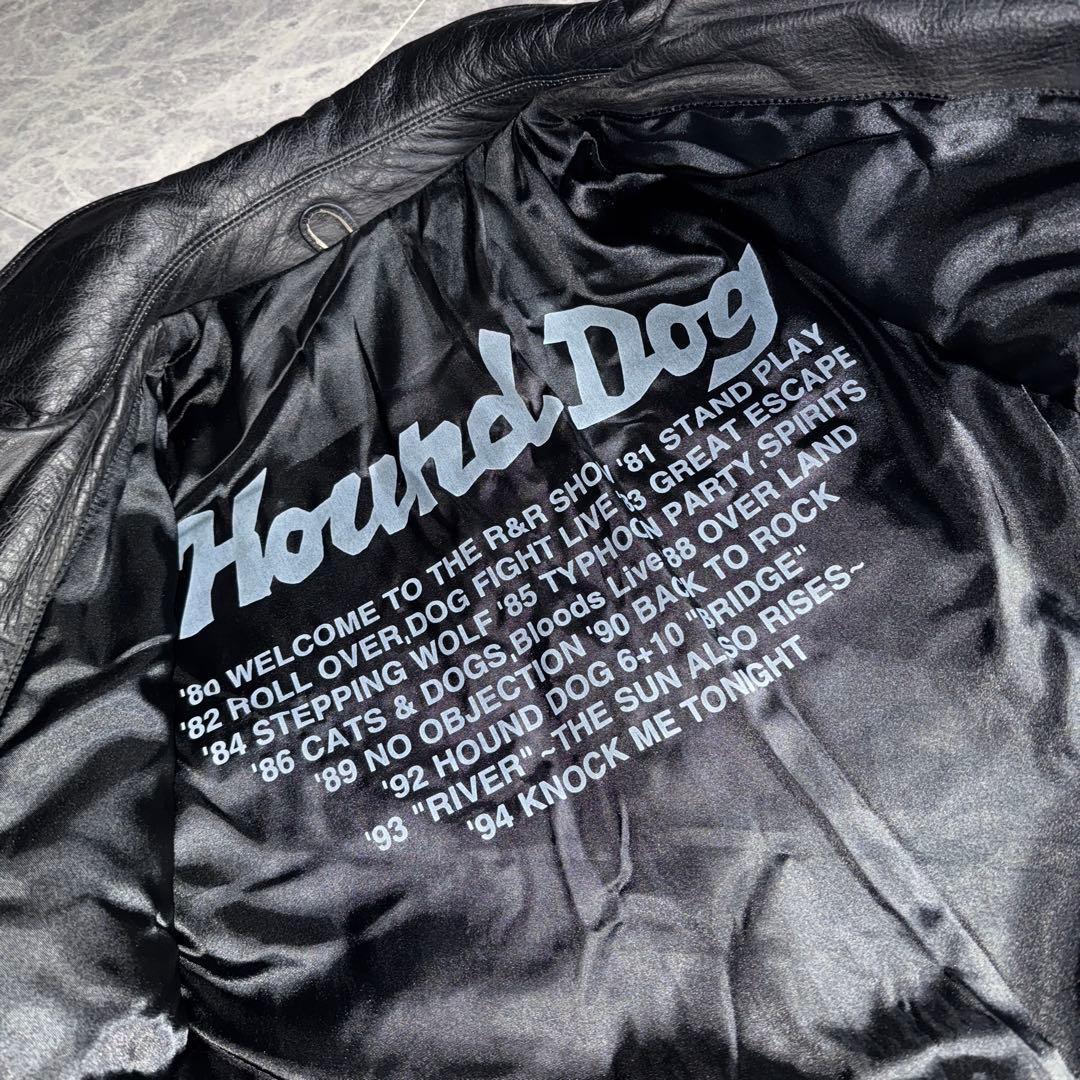 Hound Dog
'80 WELCOME TO THE R&R SHOW '81 STAND PLAY
'82 ROLL OVER,DOG FIGHT LIVE '83 GREAT ESCAPE
'84 STEPPING WOLF '85 TYPHOON PARTY,SPIRITS
'86 CATS & DOGS,Bloods Live '88 OVER LAND
'89 NO OBJECTION '90 BACK TO ROCK
'92 HOUND DOG 6+10 "BRIDGE"
'93 "RIVER" ~THE SUN ALSO RISES~
'94 KNOCK ME TONIGHT